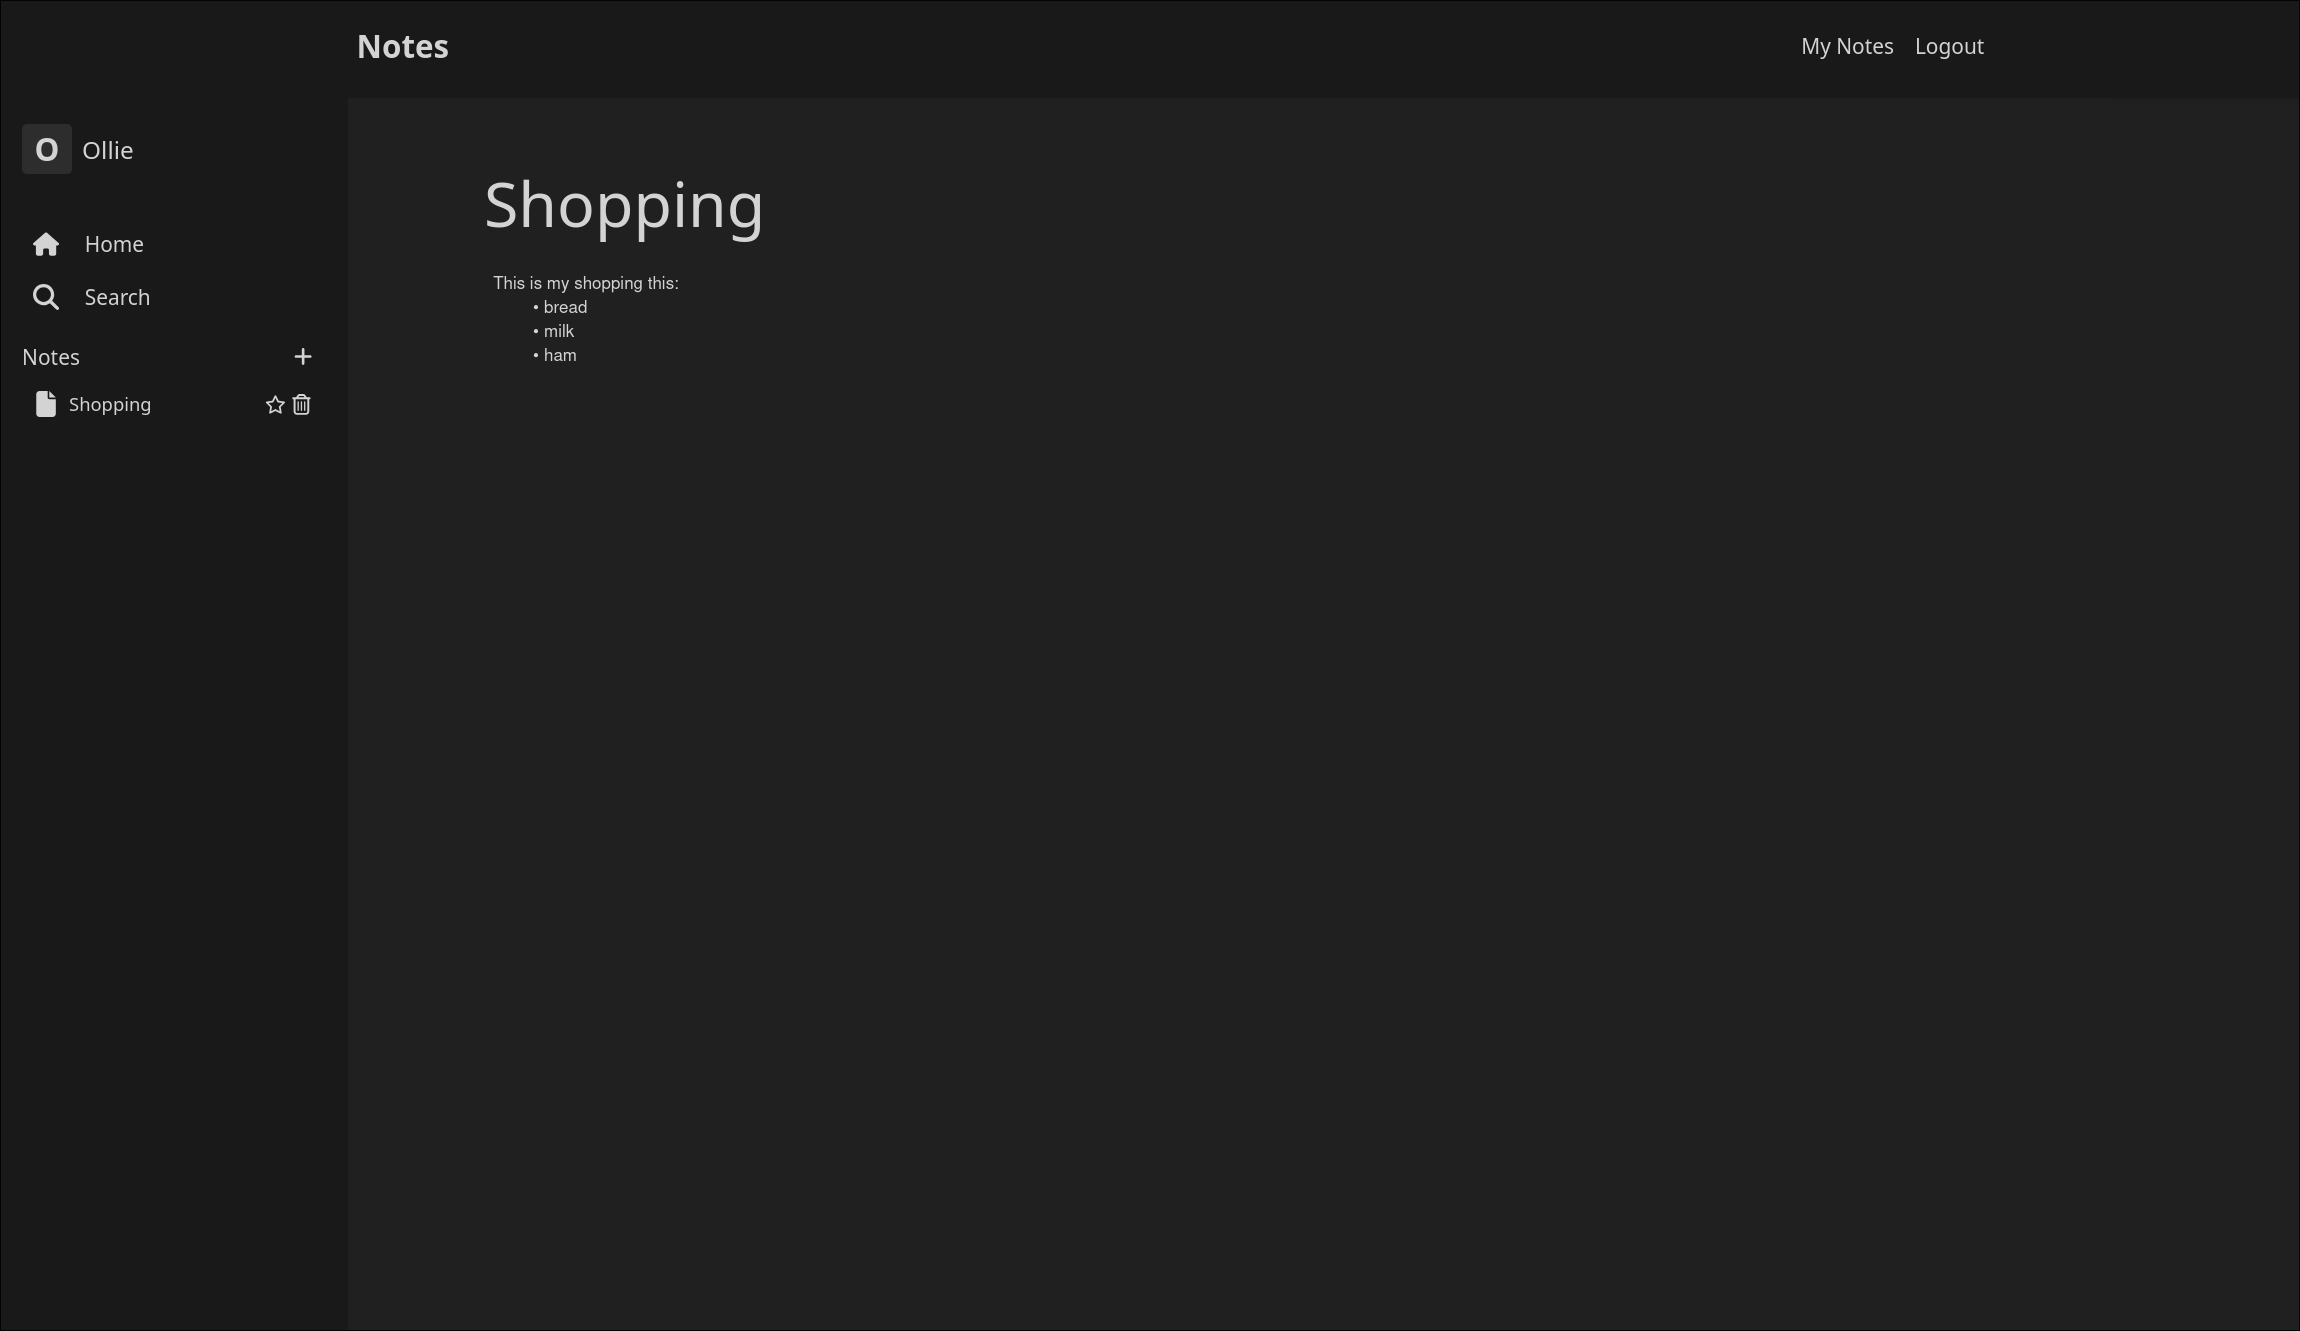 Notes
My Notes
Logout
O
Ollie
Home
Search
Notes
Shopping
Shopping
This is my shopping this:
• bread
• milk
• ham